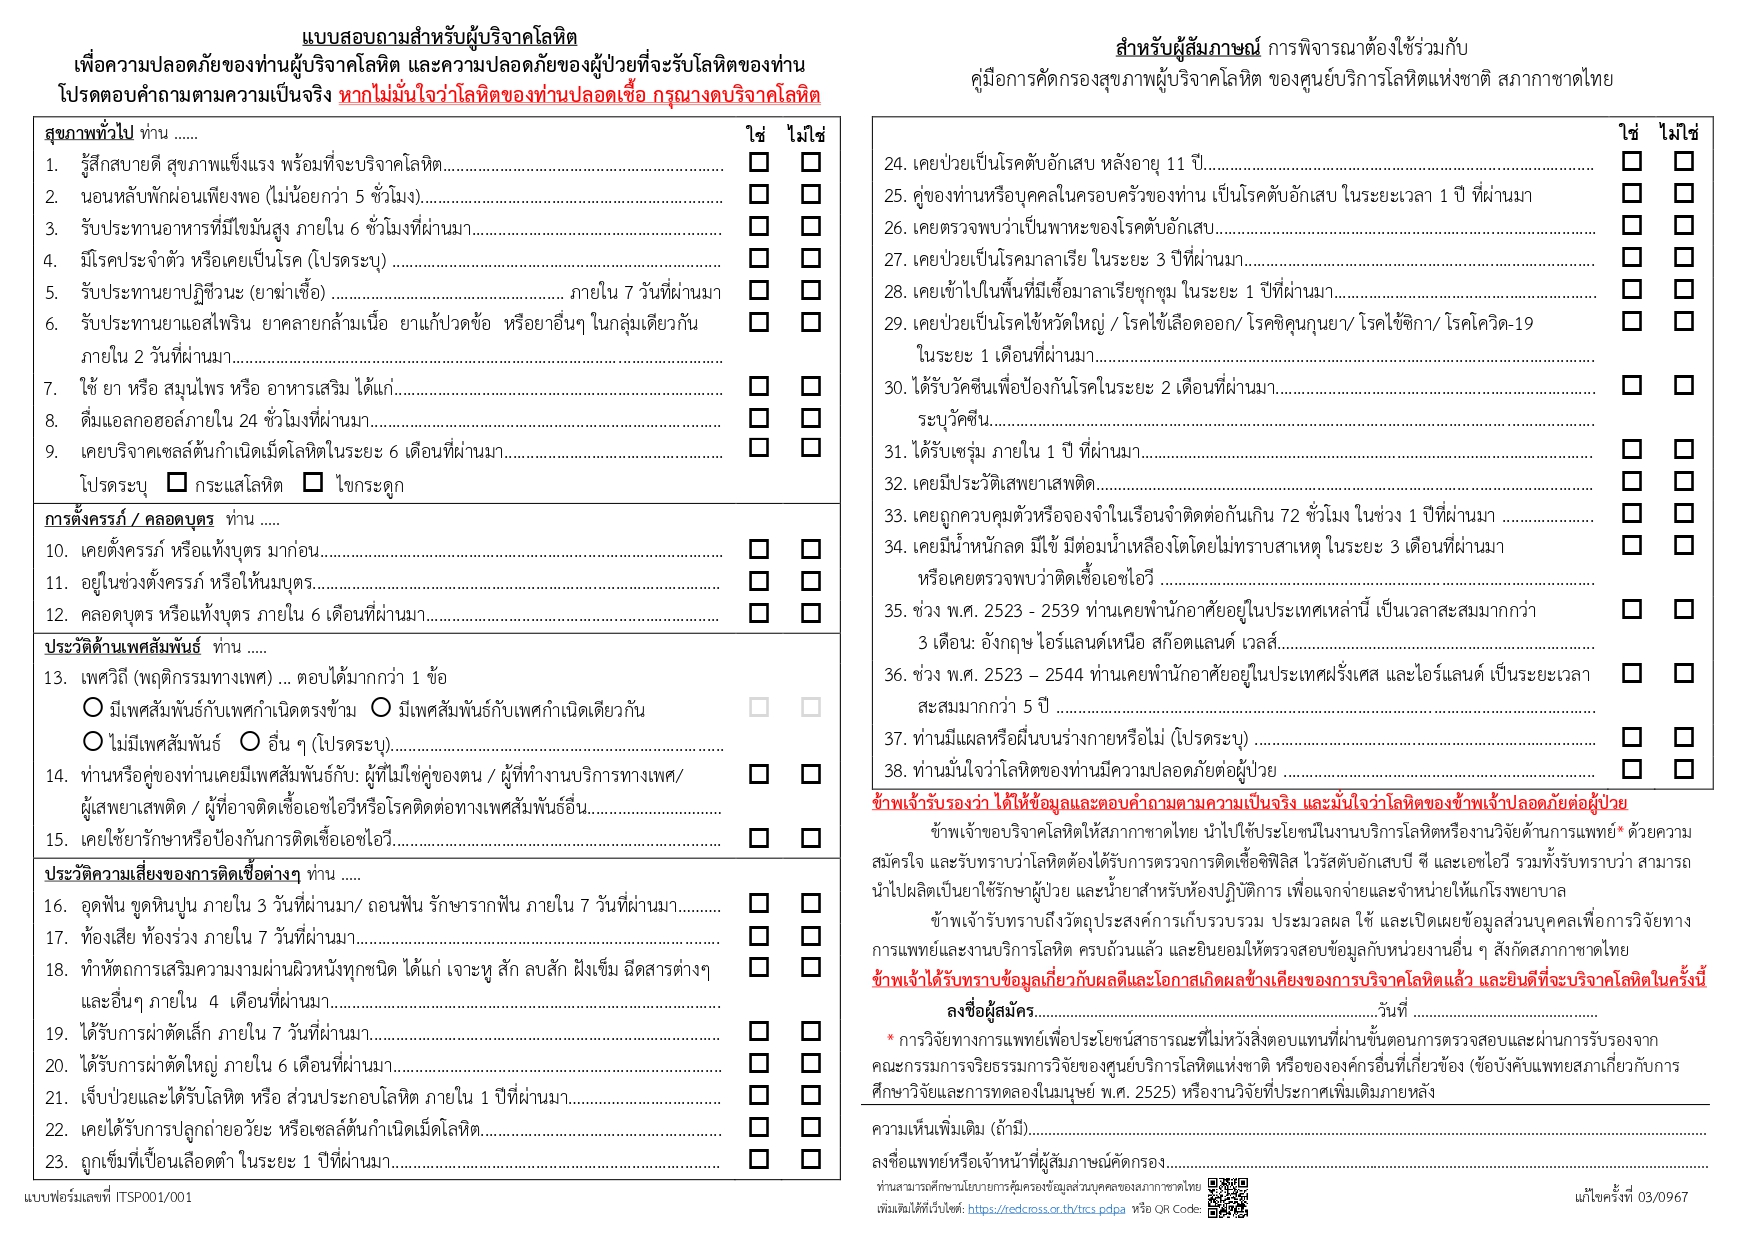 แบบสอบถามสำหรับผู้บริจาคโลหิต
เพื่อความปลอดภัยของท่านผู้บริจาคโลหิต และความปลอดภัยของผู้ป่วยที่จะรับโลหิตของท่าน
โปรดตอบคำถามตามความเป็นจริง หากไม่มั่นใจว่าโลหิตของท่านปลอดเชื้อ กรุณางดบริจาคโลหิต
สุขภาพทั่วไป ท่าน ...... ใช่ ไม่ใช่
1. รู้สึกสบายดี สุขภาพแข็งแรง พร้อมที่จะบริจาคโลหิต................
2. นอนหลับพักผ่อนเพียงพอ (ไม่น้อยกว่า 5 ชั่วโมง)................
3. รับประทานอาหารที่มีไขมันสูง ภายใน 6 ชั่วโมงที่ผ่านมา................
4. มีโรคประจำตัว หรือเคยเป็นโรค (โปรดระบุ) ................
5. รับประทานยาปฏิชีวนะ (ยาฆ่าเชื้อ) ................ ภายใน 7 วันที่ผ่านมา
6. รับประทานยาแอสไพริน ยาคลายกล้ามเนื้อ ยาแก้ปวดข้อ หรือยาอื่นๆ ในกลุ่มเดียวกัน
ภายใน 2 วันที่ผ่านมา................
7. ใช้ ยา หรือ สมุนไพร หรือ อาหารเสริม ได้แก่................
8. ดื่มแอลกอฮอล์ภายใน 24 ชั่วโมงที่ผ่านมา................
9. เคยบริจาคเซลล์ต้นกำเนิดเม็ดโลหิตในระยะ 6 เดือนที่ผ่านมา................
โปรดระบุ กระแสโลหิต ไขกระดูก
การตั้งครรภ์ / คลอดบุตร ท่าน .....
10. เคยตั้งครรภ์ หรือแท้งบุตร มาก่อน................
11. อยู่ในช่วงตั้งครรภ์ หรือให้นมบุตร................
12. คลอดบุตร หรือแท้งบุตร ภายใน 6 เดือนที่ผ่านมา................
ประวัติด้านเพศสัมพันธ์ ท่าน .....
13. เพศวิถี (พฤติกรรมทางเพศ) ... ตอบได้มากกว่า 1 ข้อ
มีเพศสัมพันธ์กับเพศกำเนิดตรงข้าม มีเพศสัมพันธ์กับเพศกำเนิดเดียวกัน
ไม่มีเพศสัมพันธ์ อื่น ๆ (โปรดระบุ)................
14. ท่านหรือคู่ของท่านเคยมีเพศสัมพันธ์กับ: ผู้ที่ไม่ใช่คู่ของตน / ผู้ที่ทำงานบริการทางเพศ/
ผู้เสพยาเสพติด / ผู้ที่อาจติดเชื้อเอชไอวีหรือโรคติดต่อทางเพศสัมพันธ์อื่น................
15. เคยใช้ยารักษาหรือป้องกันการติดเชื้อเอชไอวี................
ประวัติความเสี่ยงของการติดเชื้อต่างๆ ท่าน .....
16. อุดฟัน ขูดหินปูน ภายใน 3 วันที่ผ่านมา/ ถอนฟัน รักษารากฟัน ภายใน 7 วันที่ผ่านมา..........
17. ท้องเสีย ท้องร่วง ภายใน 7 วันที่ผ่านมา................
18. ทำหัตถการเสริมความงามผ่านผิวหนังทุกชนิด ได้แก่ เจาะหู สัก ลบสัก ฝังเข็ม ฉีดสารต่างๆ
และอื่นๆ ภายใน 4 เดือนที่ผ่านมา................
19. ได้รับการผ่าตัดเล็ก ภายใน 7 วันที่ผ่านมา................
20. ได้รับการผ่าตัดใหญ่ ภายใน 6 เดือนที่ผ่านมา................
21. เจ็บป่วยและได้รับโลหิต หรือ ส่วนประกอบโลหิต ภายใน 1 ปีที่ผ่านมา................
22. เคยได้รับการปลูกถ่ายอวัยะ หรือเซลล์ต้นกำเนิดเม็ดโลหิต................
23. ถูกเข็มที่เปื้อนเลือดตำ ในระยะ 1 ปีที่ผ่านมา................
แบบฟอร์มเลขที่ ITSP001/001
สำหรับผู้สัมภาษณ์ การพิจารณาต้องใช้ร่วมกับ
คู่มือการคัดกรองสุขภาพผู้บริจาคโลหิต ของศูนย์บริการโลหิตแห่งชาติ สภากาชาดไทย
ใช่ ไม่ใช่
24. เคยป่วยเป็นโรคตับอักเสบ หลังอายุ 11 ปี................
25. คู่ของท่านหรือบุคคลในครอบครัวของท่าน เป็นโรคตับอักเสบ ในระยะเวลา 1 ปี ที่ผ่านมา
26. เคยตรวจพบว่าเป็นพาหะของโรคตับอักเสบ................
27. เคยป่วยเป็นโรคมาลาเรีย ในระยะ 3 ปีที่ผ่านมา................
28. เคยเข้าไปในพื้นที่มีเชื้อมาลาเรียชุกชุม ในระยะ 1 ปีที่ผ่านมา................
29. เคยป่วยเป็นโรคไข้หวัดใหญ่ / โรคไข้เลือดออก/ โรคชิคุนกุนยา/ โรคไข้ซิกา/ โรคโควิด-19
ในระยะ 1 เดือนที่ผ่านมา................
30. ได้รับวัคซีนเพื่อป้องกันโรคในระยะ 2 เดือนที่ผ่านมา................
ระบุวัคซีน................
31. ได้รับเซรุ่ม ภายใน 1 ปี ที่ผ่านมา................
32. เคยมีประวัติเสพยาเสพติด................
33. เคยถูกควบคุมตัวหรือจองจำในเรือนจำติดต่อกันเกิน 72 ชั่วโมง ในช่วง 1 ปีที่ผ่านมา ................
34. เคยมีน้ำหนักลด มีไข้ มีต่อมน้ำเหลืองโตโดยไม่ทราบสาเหตุ ในระยะ 3 เดือนที่ผ่านมา
หรือเคยตรวจพบว่าติดเชื้อเอชไอวี ................
35. ช่วง พ.ศ. 2523 - 2539 ท่านเคยพำนักอาศัยอยู่ในประเทศเหล่านี้ เป็นเวลาสะสมมากกว่า
3 เดือน: อังกฤษ ไอร์แลนด์เหนือ สก๊อตแลนด์ เวลส์................
36. ช่วง พ.ศ. 2523 – 2544 ท่านเคยพำนักอาศัยอยู่ในประเทศฝรั่งเศส และไอร์แลนด์ เป็นระยะเวลา
สะสมมากกว่า 5 ปี ................
37. ท่านมีแผลหรือผื่นบนร่างกายหรือไม่ (โปรดระบุ) ................
38. ท่านมั่นใจว่าโลหิตของท่านมีความปลอดภัยต่อผู้ป่วย ................
ข้าพเจ้ารับรองว่า ได้ให้ข้อมูลและตอบคำถามตามความเป็นจริง และมั่นใจว่าโลหิตของข้าพเจ้าปลอดภัยต่อผู้ป่วย
ข้าพเจ้าขอบริจาคโลหิตให้สภากาชาดไทย นำไปใช้ประโยชน์ในงานบริการโลหิตหรืองานวิจัยด้านการแพทย์* ด้วยความ
สมัครใจ และรับทราบว่าโลหิตต้องได้รับการตรวจการติดเชื้อซิฟิลิส ไวรัสตับอักเสบบี ซี และเอชไอวี รวมทั้งรับทราบว่า สามารถ
นำไปผลิตเป็นยาใช้รักษาผู้ป่วย และน้ำยาสำหรับห้องปฏิบัติการ เพื่อแจกจ่ายและจำหน่ายให้แก่โรงพยาบาล
ข้าพเจ้ารับทราบถึงวัตถุประสงค์การเก็บรวบรวม ประมวลผล ใช้ และเปิดเผยข้อมูลส่วนบุคคลเพื่อการวิจัยทาง
การแพทย์และงานบริการโลหิต ครบถ้วนแล้ว และยินยอมให้ตรวจสอบข้อมูลกับหน่วยงานอื่น ๆ สังกัดสภากาชาดไทย
ข้าพเจ้าได้รับทราบข้อมูลเกี่ยวกับผลดีและโอกาสเกิดผลข้างเคียงของการบริจาคโลหิตแล้ว และยินดีที่จะบริจาคโลหิตในครั้งนี้
ลงชื่อผู้สมัคร................วันที่ ................
* การวิจัยทางการแพทย์เพื่อประโยชน์สาธารณะที่ไม่หวังสิ่งตอบแทนที่ผ่านขั้นตอนการตรวจสอบและผ่านการรับรองจาก
คณะกรรมการจริยธรรมการวิจัยของศูนย์บริการโลหิตแห่งชาติ หรือขององค์กรอื่นที่เกี่ยวข้อง (ข้อบังคับแพทยสภาเกี่ยวกับการ
ศึกษาวิจัยและการทดลองในมนุษย์ พ.ศ. 2525) หรืองานวิจัยที่ประกาศเพิ่มเติมภายหลัง
ความเห็นเพิ่มเติม (ถ้ามี)................
ลงชื่อแพทย์หรือเจ้าหน้าที่ผู้สัมภาษณ์คัดกรอง................
ท่านสามารถศึกษานโยบายการคุ้มครองข้อมูลส่วนบุคคลของสภากาชาดไทย
เพิ่มเติมได้ที่เว็บไซต์: https://redcross.or.th/trcs_pdpa หรือ QR Code:
แก้ไขครั้งที่ 03/0967